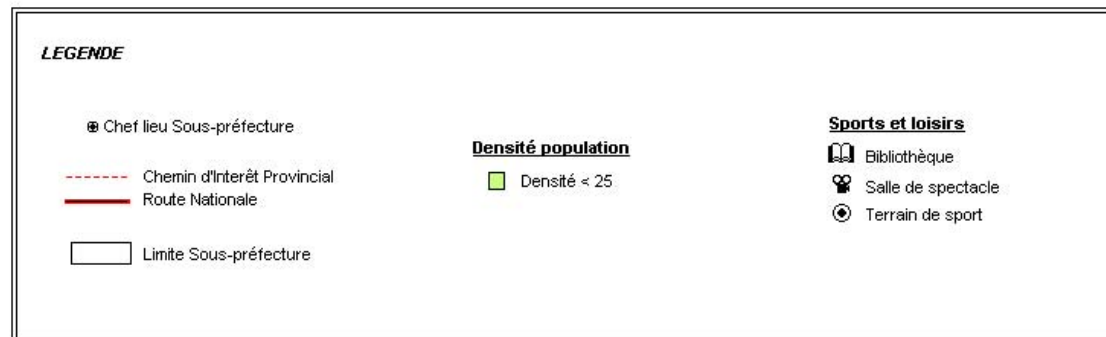 LEGENDE
Chef lieu Sous-préfecture
Chemin d'Interêt Provincial
Route Nationale
Limite Sous-préfecture
Densité population
Densité < 25
Sports et loisirs
Bibliothèque
Salle de spectacle
Terrain de sport